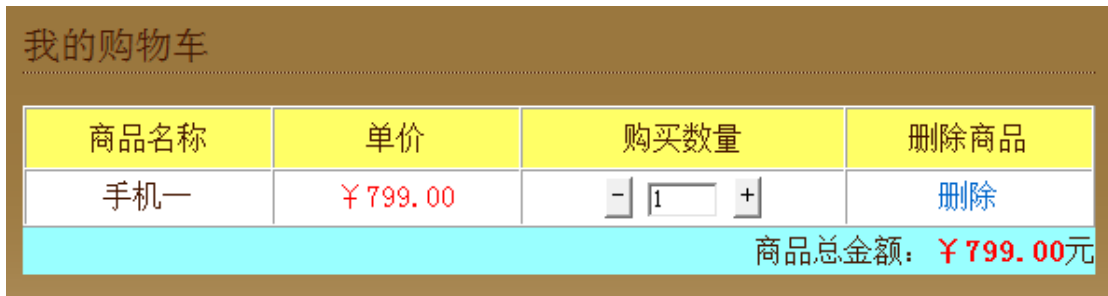 我的购物车
商品名称 单价 购买数量 删除商品
手机一 ￥799.00 - 1 + 删除
商品总金额：￥799.00元